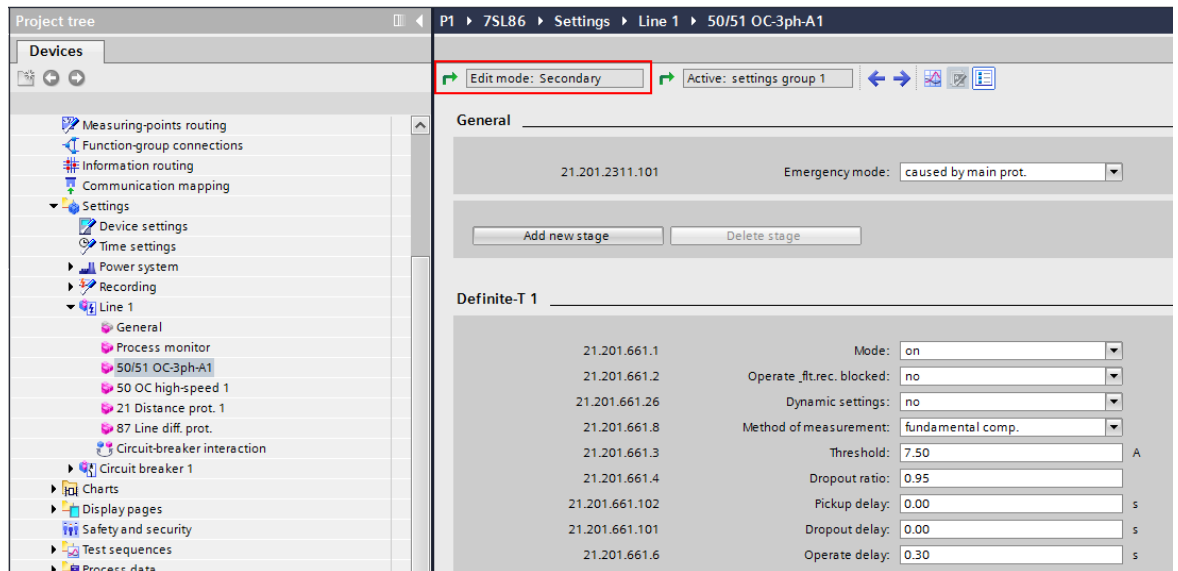 Project tree
P1 ▸ 7SL86 ▸ Settings ▸ Line 1 ▸ 50/51 OC-3ph-A1
Devices
Edit mode: Secondary
Active: settings group 1
Measuring-points routing
Function-group connections
Information routing
Communication mapping
Settings
Device settings
Time settings
Power system
Recording
Line 1
General
Process monitor
50/51 OC-3ph-A1
50 OC high-speed 1
21 Distance prot. 1
87 Line diff. prot.
Circuit-breaker interaction
Circuit breaker 1
Charts
Display pages
Safety and security
Test sequences
Process data
General
21.201.2311.101 Emergency mode: caused by main prot.
Add new stage Delete stage
Definite-T 1
21.201.661.1 Mode: on
21.201.661.2 Operate _flt.rec. blocked: no
21.201.661.26 Dynamic settings: no
21.201.661.8 Method of measurement: fundamental comp.
21.201.661.3 Threshold: 7.50 A
21.201.661.4 Dropout ratio: 0.95
21.201.661.102 Pickup delay: 0.00 s
21.201.661.101 Dropout delay: 0.00 s
21.201.661.6 Operate delay: 0.30 s